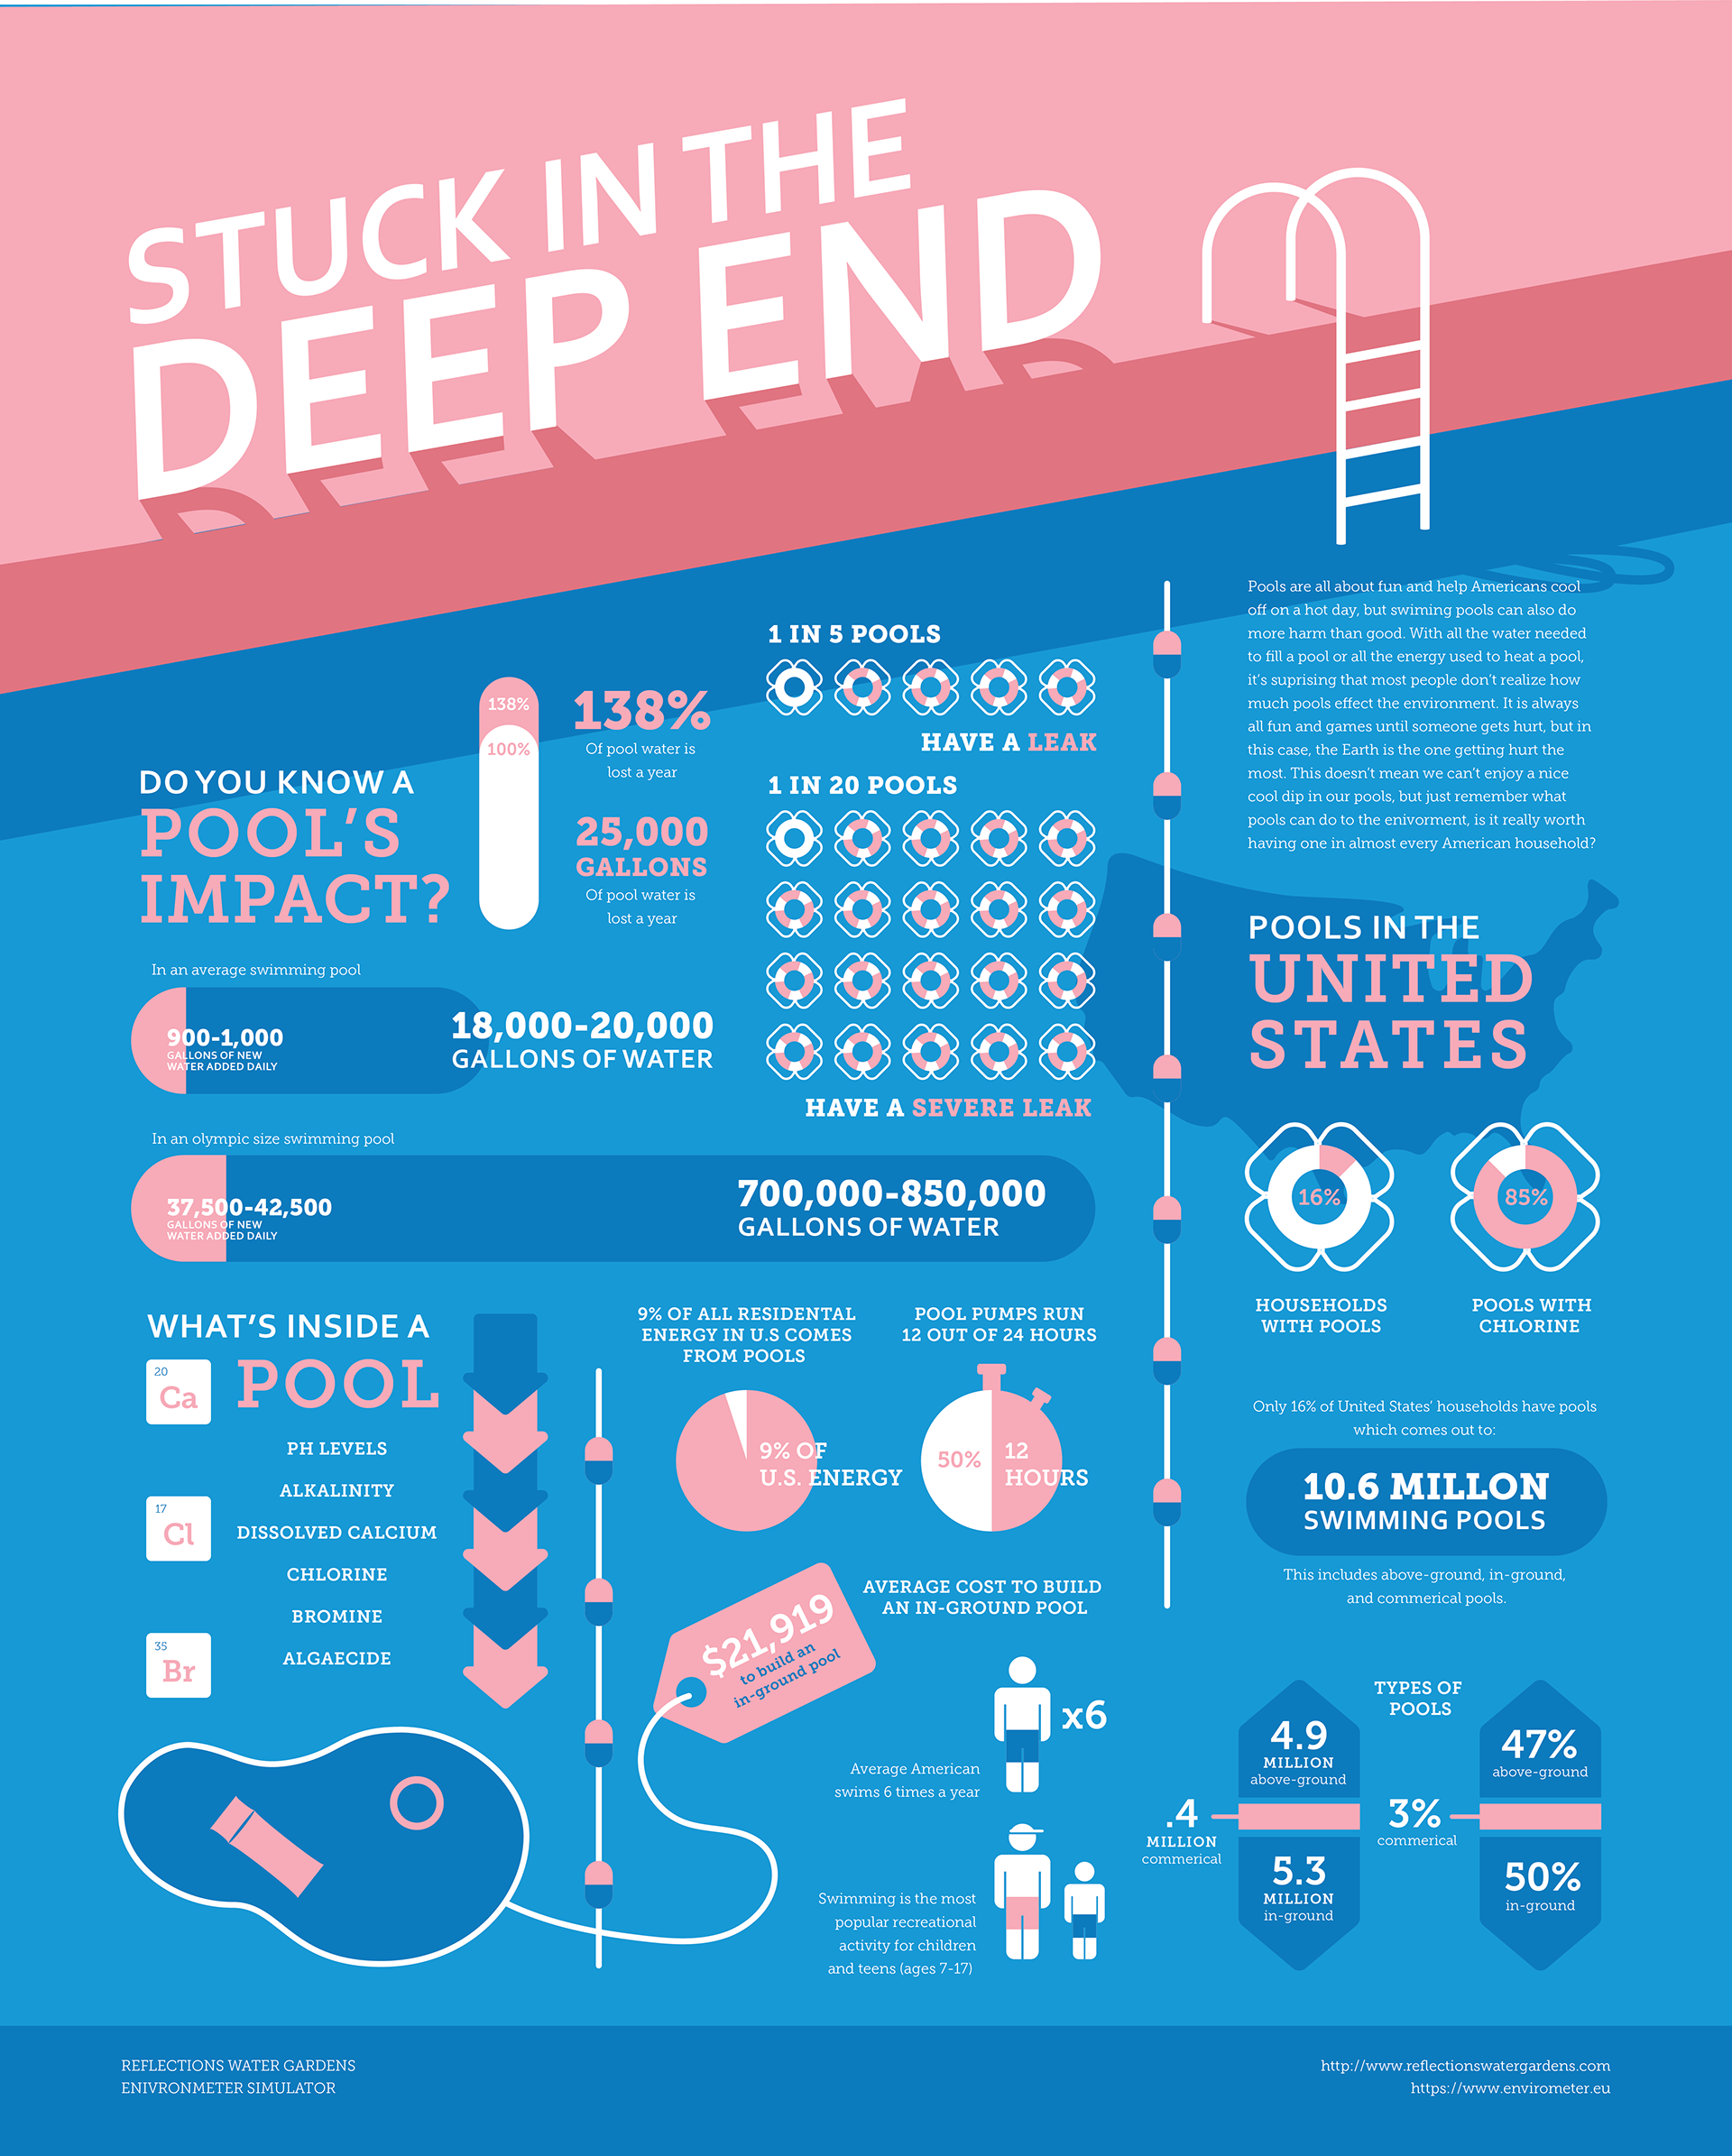 STUCK IN THE
DEEP END
Pools are all about fun and help Americans cool
off on a hot day, but swiming pools can also do
more harm than good. With all the water needed
to fill a pool or all the energy used to heat a pool,
it's suprising that most people don't realize how
much pools effect the environment. It is always
all fun and games until someone gets hurt, but in
this case, the Earth is the one getting hurt the
most. This doesn't mean we can't enjoy a nice
cool dip in our pools, but just remember what
pools can do to the enivorment, is it really worth
having one in almost every American household?
DO YOU KNOW A
POOL'S
IMPACT?
138%
100%
138%
Of pool water is
lost a year
25,000
GALLONS
Of pool water is
lost a year
1 IN 5 POOLS
HAVE A LEAK
1 IN 20 POOLS
HAVE A SEVERE LEAK
In an average swimming pool
900-1,000
GALLONS OF NEW
WATER ADDED DAILY
18,000-20,000
GALLONS OF WATER
In an olympic size swimming pool
37,500-42,500
GALLONS OF NEW
WATER ADDED DAILY
700,000-850,000
GALLONS OF WATER
POOLS IN THE
UNITED
STATES
16%
HOUSEHOLDS
WITH POOLS
85%
POOLS WITH
CHLORINE
Only 16% of United States' households have pools
which comes out to:
10.6 MILLON
SWIMMING POOLS
This includes above-ground, in-ground,
and commerical pools.
WHAT'S INSIDE A
POOL
20
Ca
17
Cl
35
Br
PH LEVELS
ALKALINITY
DISSOLVED CALCIUM
CHLORINE
BROMINE
ALGAECIDE
9% OF ALL RESIDENTAL
ENERGY IN U.S COMES
FROM POOLS
9% OF
U.S. ENERGY
POOL PUMPS RUN
12 OUT OF 24 HOURS
50%
12
HOURS
AVERAGE COST TO BUILD
AN IN-GROUND POOL
$21,919
to build an
in-ground pool
x6
Average American
swims 6 times a year
Swimming is the most
popular recreational
activity for children
and teens (ages 7-17)
TYPES OF
POOLS
4.9
MILLION
above-ground
.4
MILLION
commerical
5.3
MILLION
in-ground
47%
above-ground
3%
commerical
50%
in-ground
REFLECTIONS WATER GARDENS
ENIVRONMETER SIMULATOR
http://www.reflectionswatergardens.com
https://www.envirometer.eu